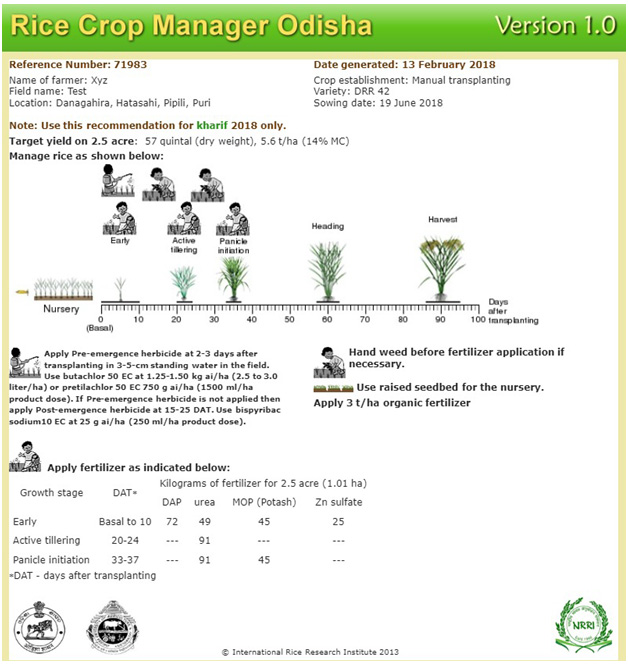 Rice Crop Manager Odisha
Version 1.0
Reference Number: 71983
Date generated: 13 February 2018
Name of farmer: Xyz
Crop establishment: Manual transplanting
Field name: Test
Variety: DRR 42
Location: Danagahira, Hatasahi, Pipili, Puri
Sowing date: 19 June 2018
Note: Use this recommendation for kharif 2018 only.
Target yield on 2.5 acre: 57 quintal (dry weight), 5.6 t/ha (14% MC)
Manage rice as shown below:
Early
Active
tillering
Panicle
initiation
Heading
Harvest
Nursery
0 10 20 30 40 50 60 70 80 90 100
(Basal)
Days
after
transplanting
Apply Pre-emergence herbicide at 2-3 days after
transplanting in 3-5-cm standing water in the field.
Use butachlor 50 EC at 1.25-1.50 kg ai/ha (2.5 to 3.0
liter/ha) or pretilachlor 50 EC 750 g ai/ha (1500 ml/ha
product dose). If Pre-emergence herbicide is not applied then
apply Post-emergence herbicide at 15-25 DAT. Use bispyribac
sodium10 EC at 25 g ai/ha (250 ml/ha product dose).
Hand weed before fertilizer application if
necessary.
Use raised seedbed for the nursery.
Apply 3 t/ha organic fertilizer
Apply fertilizer as indicated below:
Growth stage DAT= Kilograms of fertilizer for 2.5 acre (1.01 ha)
DAP urea MOP (Potash) Zn sulfate
Early Basal to 10 72 49 45 25
Active tillering 20-24 --- 91 --- ---
Panicle initiation 33-37 --- 91 45 ---
=DAT - days after transplanting
NRRI
© International Rice Research Institute 2013